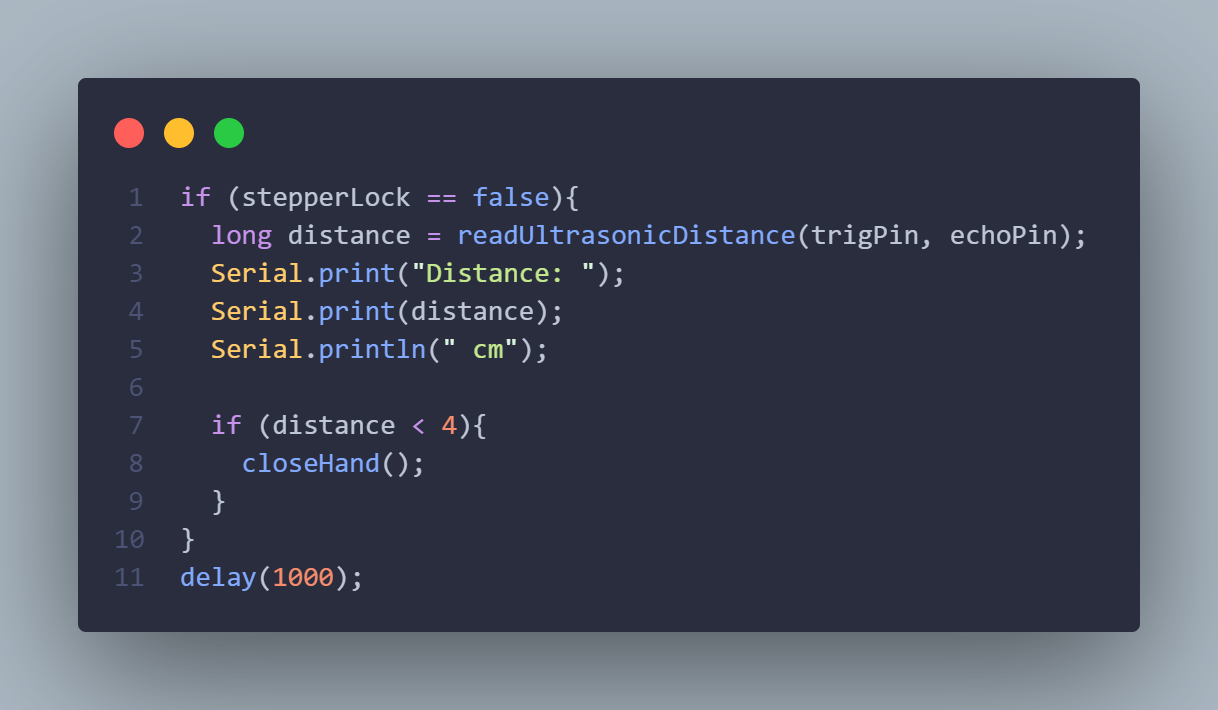 1 if (stepperLock == false){
2   long distance = readUltrasonicDistance(trigPin, echoPin);
3   Serial.print("Distance: ");
4   Serial.print(distance);
5   Serial.println(" cm");
6
7   if (distance < 4){
8     closeHand();
9   }
10 }
11 delay(1000);